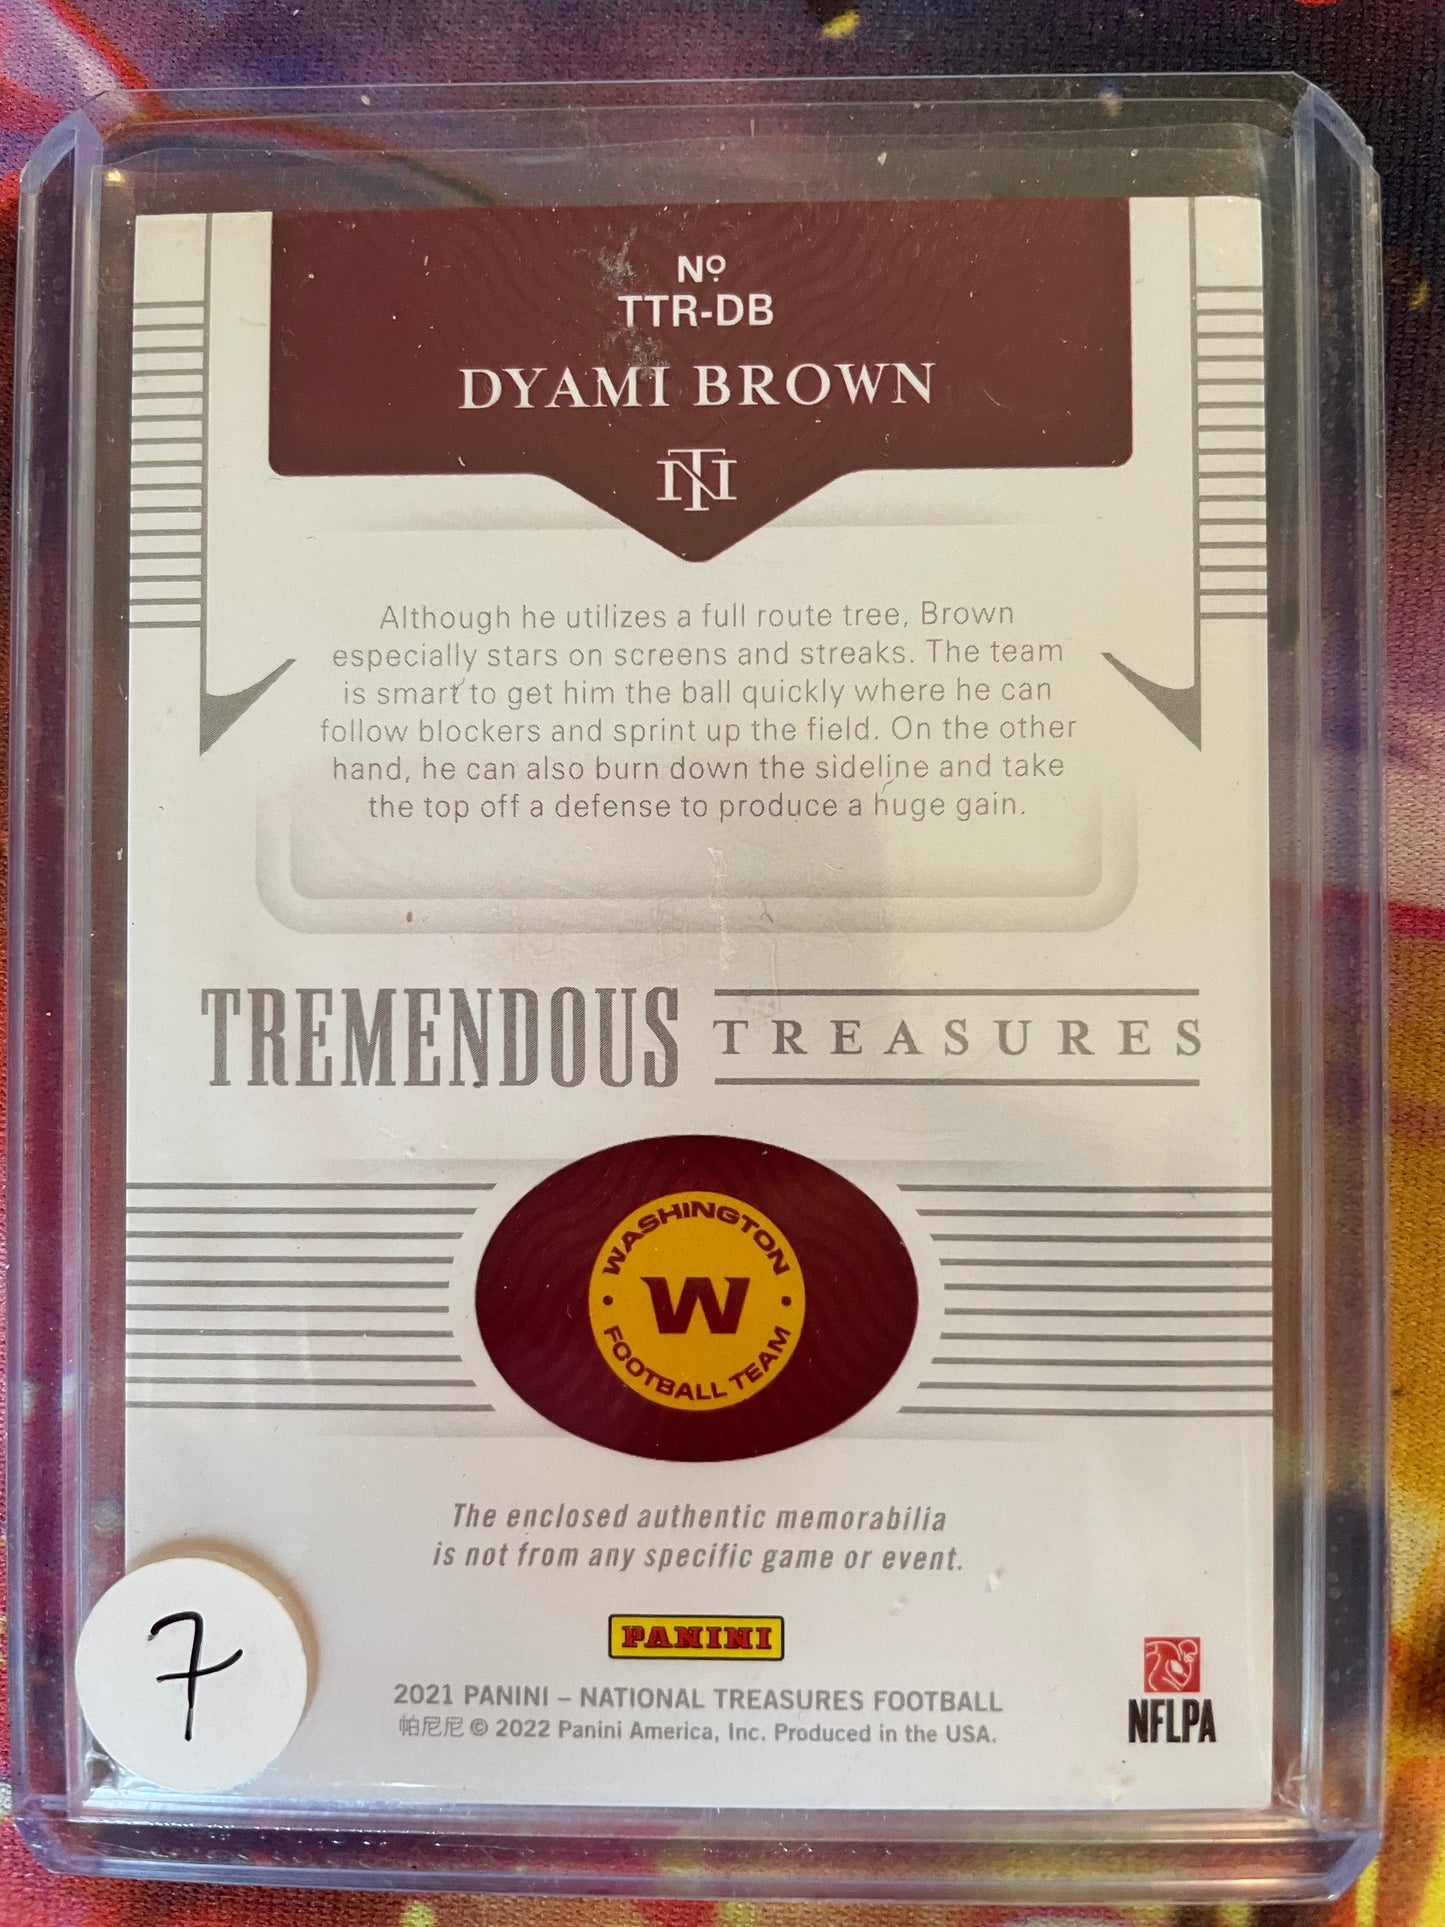 Nº
TTR-DB
DYAMI BROWN
NT
Although he utilizes a full route tree, Brown
especially stars on screens and streaks. The team
is smart to get him the ball quickly where he can
follow blockers and sprint up the field. On the other
hand, he can also burn down the sideline and take
the top off a defense to produce a huge gain.
TREMENDOUS TREASURES
WASHINGTON
W
FOOTBALL TEAM
The enclosed authentic memorabilia
is not from any specific game or event.
PANINI
2021 PANINI – NATIONAL TREASURES FOOTBALL
帕尼尼 © 2022 Panini America, Inc. Produced in the USA.
NFLPA
7